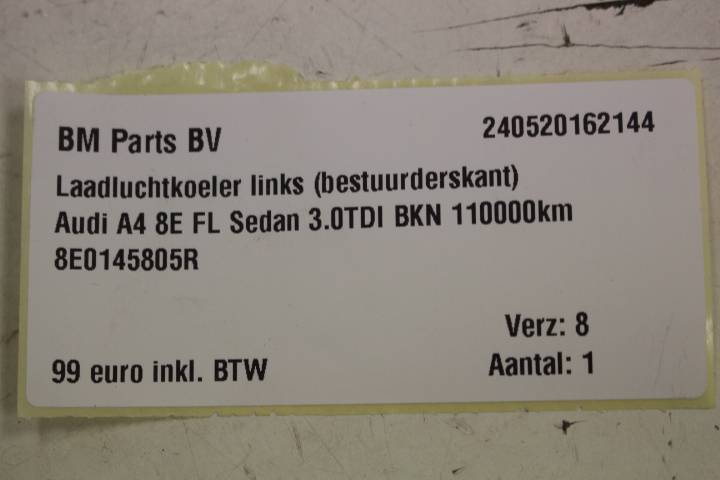 BM Parts BV 240520162144
Laadluchtkoeler links (bestuurderskant)
Audi A4 8E FL Sedan 3.0TDI BKN 110000km
8E0145805R
Verz: 8
99 euro inkl. BTW Aantal: 1